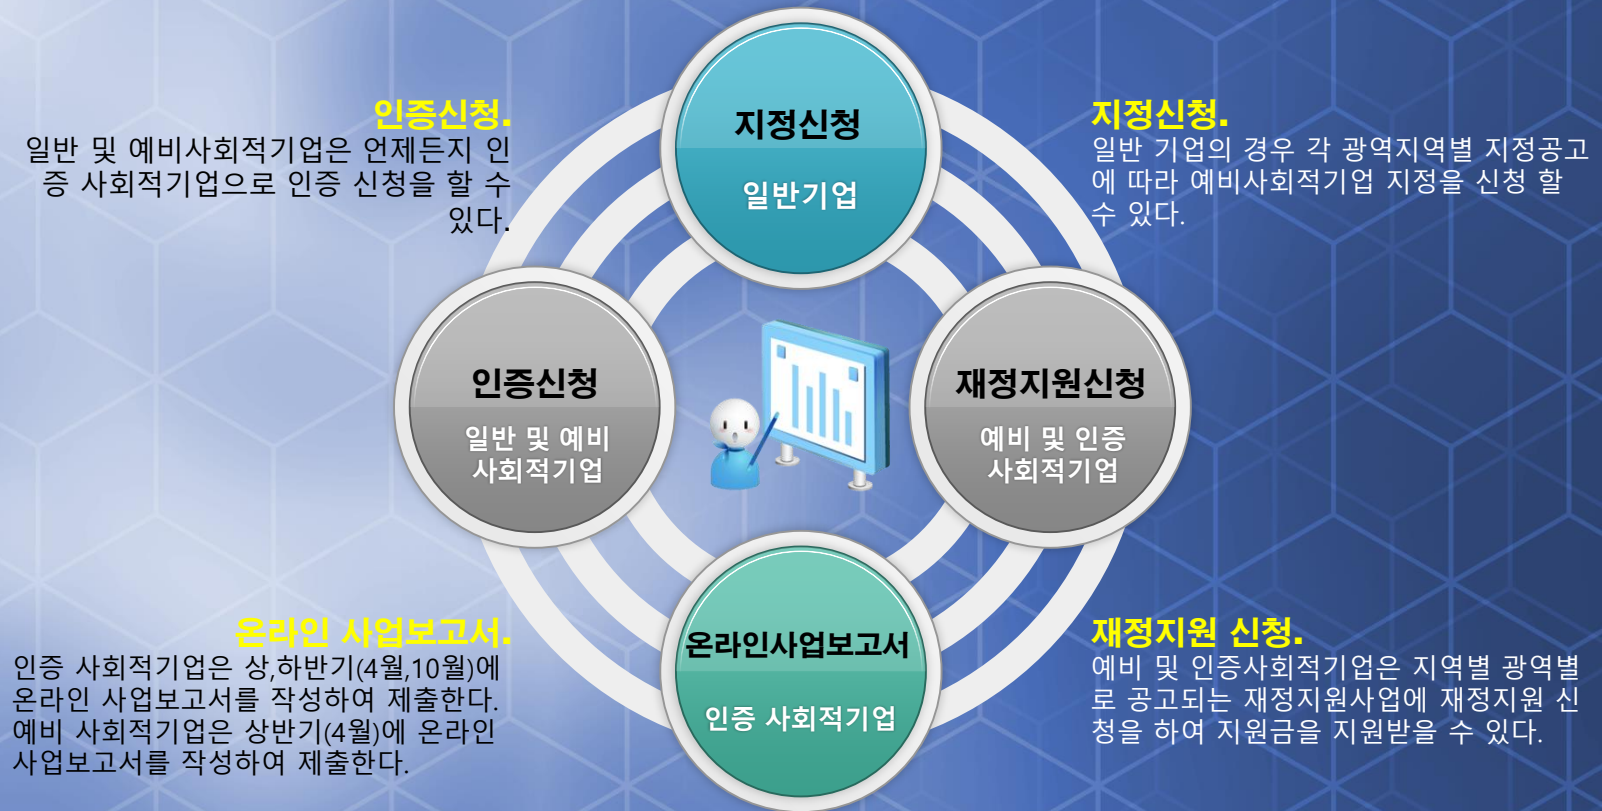 인증신청.
일반 및 예비사회적기업은 언제든지 인
증 사회적기업으로 인증 신청을 할 수
있다.
지정신청
일반기업
지정신청.
일반 기업의 경우 각 광역지역별 지정공고
에 따라 예비사회적기업 지정을 신청 할
수 있다.
인증신청
일반 및 예비
사회적기업
재정지원신청
예비 및 인증
사회적기업
온라인 사업보고서.
인증 사회적기업은 상,하반기(4월,10월)에
온라인 사업보고서를 작성하여 제출한다.
예비 사회적기업은 상반기(4월)에 온라인
사업보고서를 작성하여 제출한다.
온라인사업보고서
인증 사회적기업
재정지원 신청.
예비 및 인증사회적기업은 지역별 광역별
로 공고되는 재정지원사업에 재정지원 신
청을 하여 지원금을 지원받을 수 있다.